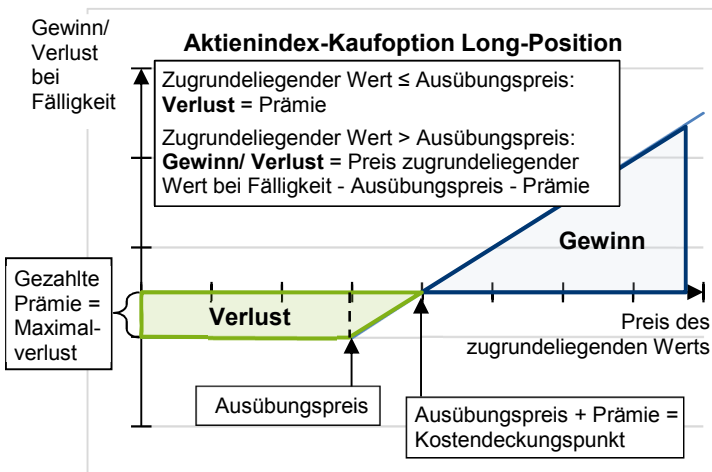 Gewinn/
Verlust
bei
Fälligkeit
Aktienindex-Kaufoption Long-Position
Zugrundeliegender Wert ≤ Ausübungspreis:
Verlust = Prämie
Zugrundeliegender Wert > Ausübungspreis:
Gewinn/ Verlust = Preis zugrundeliegender
Wert bei Fälligkeit - Ausübungspreis - Prämie
Gewinn
Gezahlte
Prämie =
Maximal-
verlust
Verlust
Preis des
zugrundeliegenden Werts
Ausübungspreis
Ausübungspreis + Prämie =
Kostendeckungspunkt